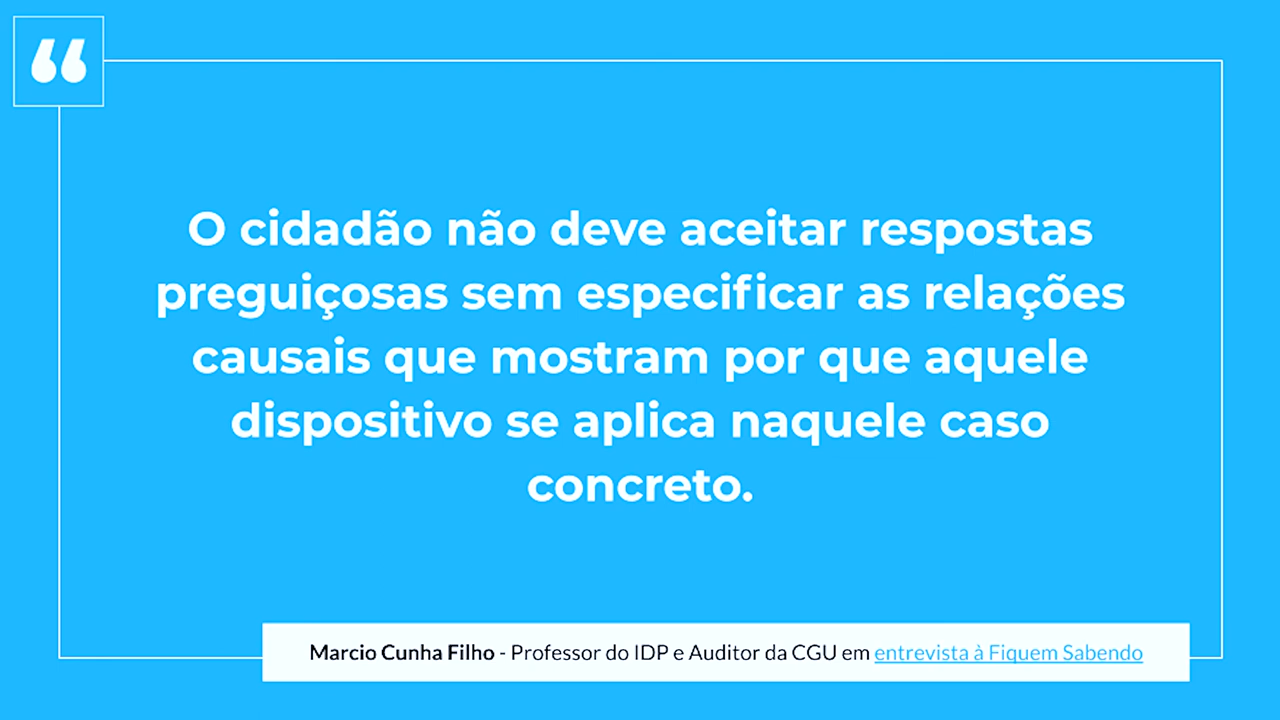 “
O cidadão não deve aceitar respostas
preguiçosas sem especificar as relações
causais que mostram por que aquele
dispositivo se aplica naquele caso
concreto.
Marcio Cunha Filho - Professor do IDP e Auditor da CGU em entrevista à Fiquem Sabendo